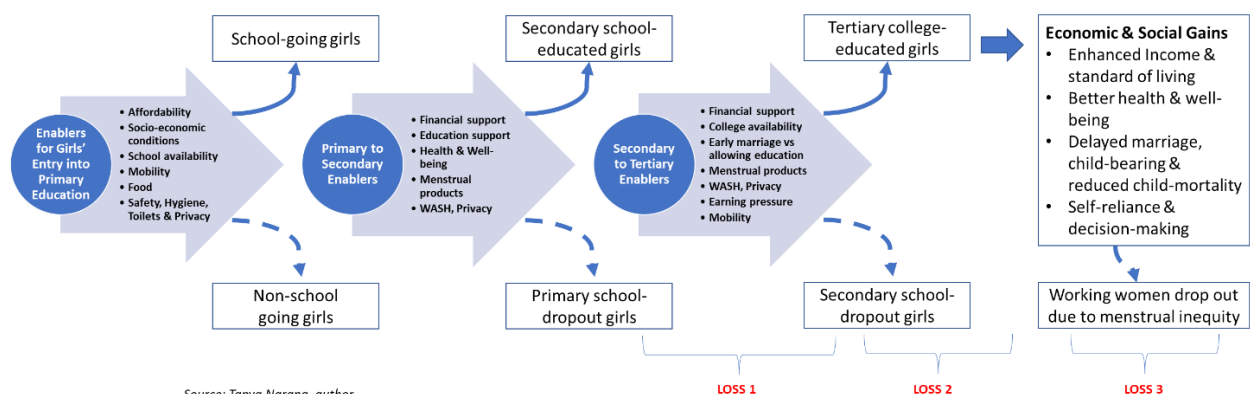 School-going girls
Secondary school-
educated girls
Tertiary college-
educated girls
Economic & Social Gains
• Enhanced Income &
standard of living
• Better health & well-
being
• Delayed marriage,
child-bearing &
reduced child-mortality
• Self-reliance &
decision-making
Enablers
for Girls'
Entry into
Primary
Education
• Affordability
• Socio-economic
conditions
• School availability
• Mobility
• Food
• Safety, Hygiene,
Toilets & Privacy
Primary to
Secondary
Enablers
• Financial support
• Education support
• Health & Well-
being
• Menstrual
products
• WASH, Privacy
Secondary
to Tertiary
Enablers
• Financial support
• College availability
• Early marriage vs
allowing education
• Menstrual products
• WASH, Privacy
• Earning pressure
• Mobility
Non-school
going girls
Primary school-
dropout girls
Secondary school-
dropout girls
Working women drop out
due to menstrual inequity
Source: Tanya Narang, author
LOSS 1
LOSS 2
LOSS 3